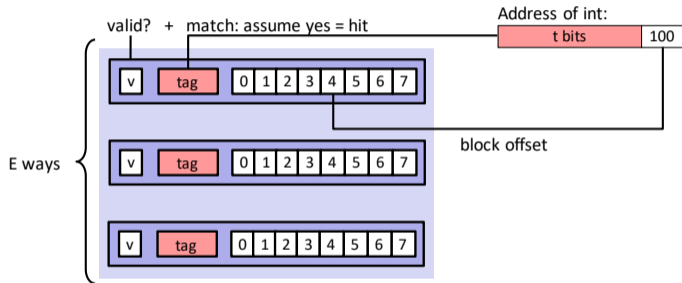 Address of int:
valid? + match: assume yes = hit
t bits 100
v tag 0 1 2 3 4 5 6 7
block offset
E ways
v tag 0 1 2 3 4 5 6 7
v tag 0 1 2 3 4 5 6 7